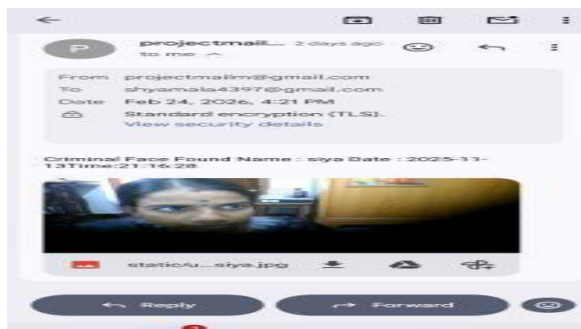 P
projectmail... 2 days ago
to me
From projectmailm@gmail.com
To shyamala4397@gmail.com
Date Feb 24, 2026, 4:21 PM
Standard encryption (TLS).
View security details
Criminal Face Found Name : siya Date : 2025-11-
13Time:21:16:28
static/u...siya.jpg
Reply
Forward